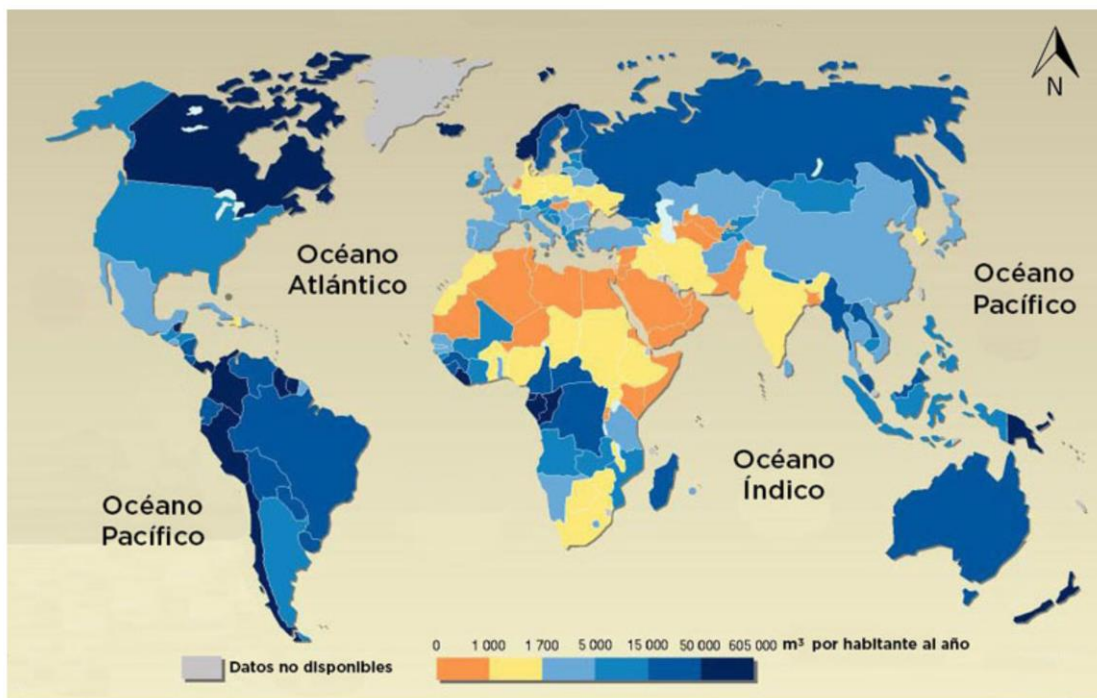 N
Océano
Atlántico
Océano
Pacífico
Océano
Índico
Océano
Pacífico
0 1 000 1 700 5 000 15 000 50 000 605 000 m³ por habitante al año
Datos no disponibles